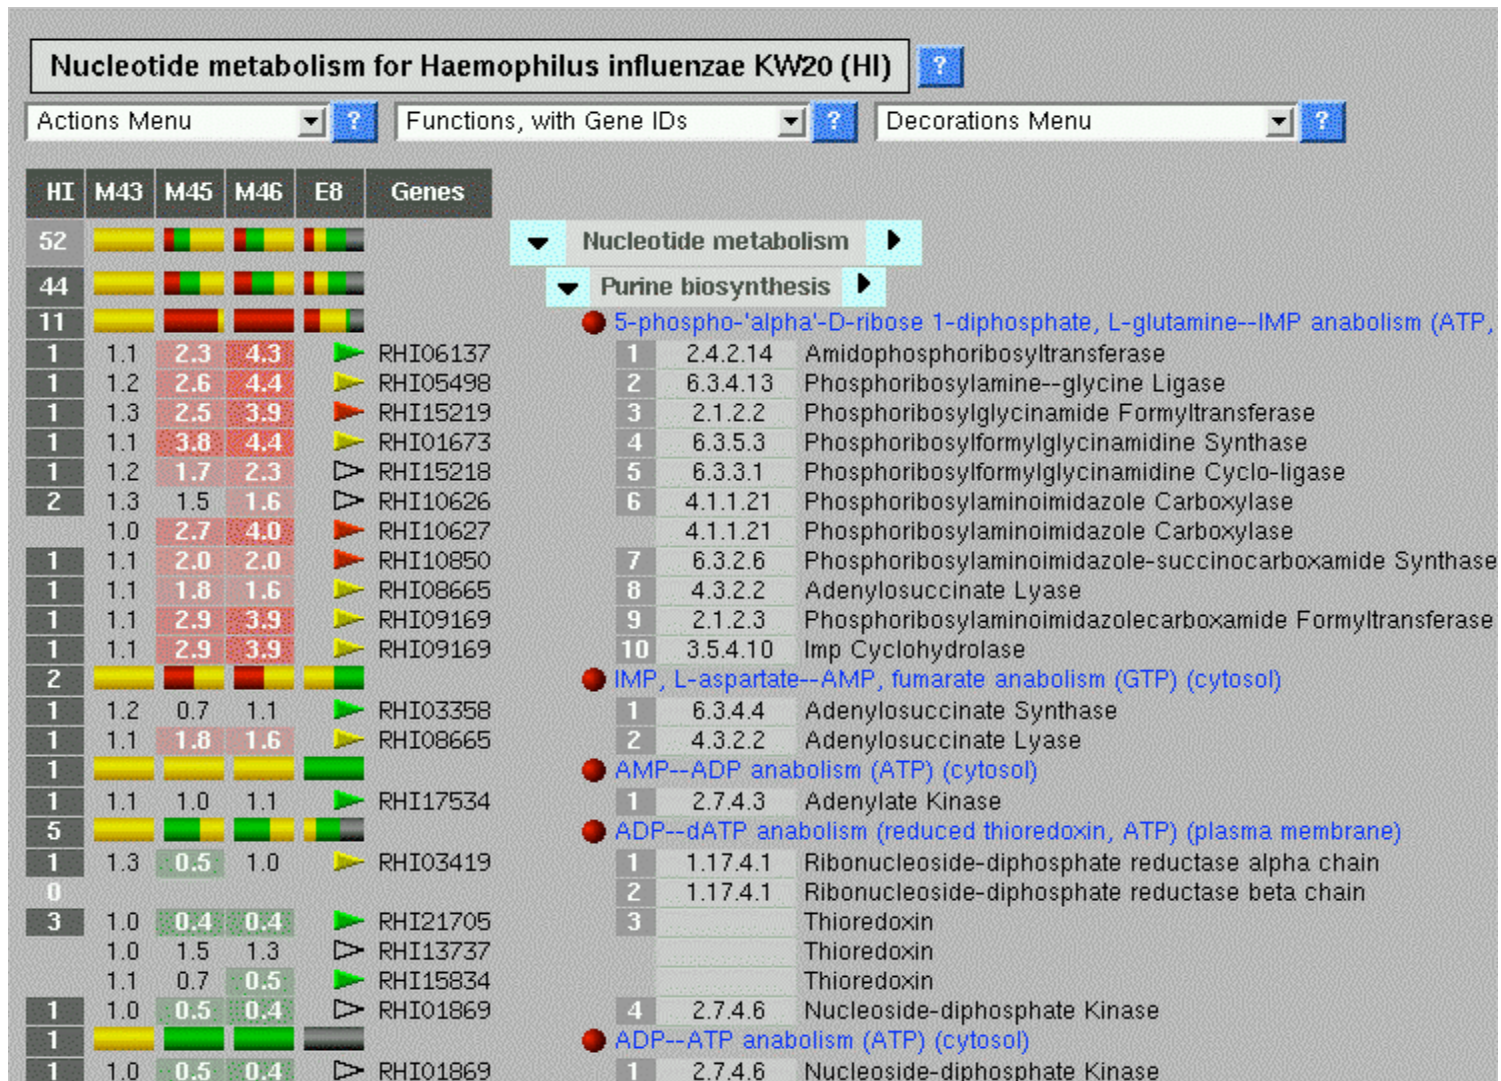 Nucleotide metabolism for Haemophilus influenzae KW20 (HI) ?
Actions Menu ? Functions, with Gene IDs ? Decorations Menu ?
HI M43 M45 M46 E8 Genes
52 Nucleotide metabolism
44 Purine biosynthesis
11 5-phospho-'alpha'-D-ribose 1-diphosphate, L-glutamine--IMP anabolism (ATP,
1 1.1 2.3 4.3 RHI06137 1 2.4.2.14 Amidophosphoribosyltransferase
1 1.2 2.6 4.4 RHI05498 2 6.3.4.13 Phosphoribosylamine--glycine Ligase
1 1.3 2.5 3.9 RHI15219 3 2.1.2.2 Phosphoribosylglycinamide Formyltransferase
1 1.1 3.8 4.4 RHI01673 4 6.3.5.3 Phosphoribosylformylglycinamidine Synthase
1 1.2 1.7 2.3 RHI15218 5 6.3.3.1 Phosphoribosylformylglycinamidine Cyclo-ligase
2 1.3 1.5 1.6 RHI10626 6 4.1.1.21 Phosphoribosylaminoimidazole Carboxylase
1.0 2.7 4.0 RHI10627 4.1.1.21 Phosphoribosylaminoimidazole Carboxylase
1 1.1 2.0 2.0 RHI10850 7 6.3.2.6 Phosphoribosylaminoimidazole-succinocarboxamide Synthase
1 1.1 1.8 1.6 RHI08665 8 4.3.2.2 Adenylosuccinate Lyase
1 1.1 2.9 3.9 RHI09169 9 2.1.2.3 Phosphoribosylaminoimidazolecarboxamide Formyltransferase
1 1.1 2.9 3.9 RHI09169 10 3.5.4.10 Imp Cyclohydrolase
2 IMP, L-aspartate--AMP, fumarate anabolism (GTP) (cytosol)
1 1.2 0.7 1.1 RHI03358 1 6.3.4.4 Adenylosuccinate Synthase
1 1.1 1.8 1.6 RHI08665 2 4.3.2.2 Adenylosuccinate Lyase
1 AMP--ADP anabolism (ATP) (cytosol)
1 1.1 1.0 1.1 RHI17534 1 2.7.4.3 Adenylate Kinase
5 ADP--dATP anabolism (reduced thioredoxin, ATP) (plasma membrane)
1 1.3 0.5 1.0 RHI03419 1 1.17.4.1 Ribonucleoside-diphosphate reductase alpha chain
0 2 1.17.4.1 Ribonucleoside-diphosphate reductase beta chain
3 1.0 0.4 0.4 RHI21705 3 Thioredoxin
1.0 1.5 1.3 RHI13737 Thioredoxin
1.1 0.7 0.5 RHI15834 Thioredoxin
1 1.0 0.5 0.4 RHI01869 4 2.7.4.6 Nucleoside-diphosphate Kinase
1 ADP--ATP anabolism (ATP) (cytosol)
1 1.0 0.5 0.4 RHI01869 1 2.7.4.6 Nucleoside-diphosphate Kinase